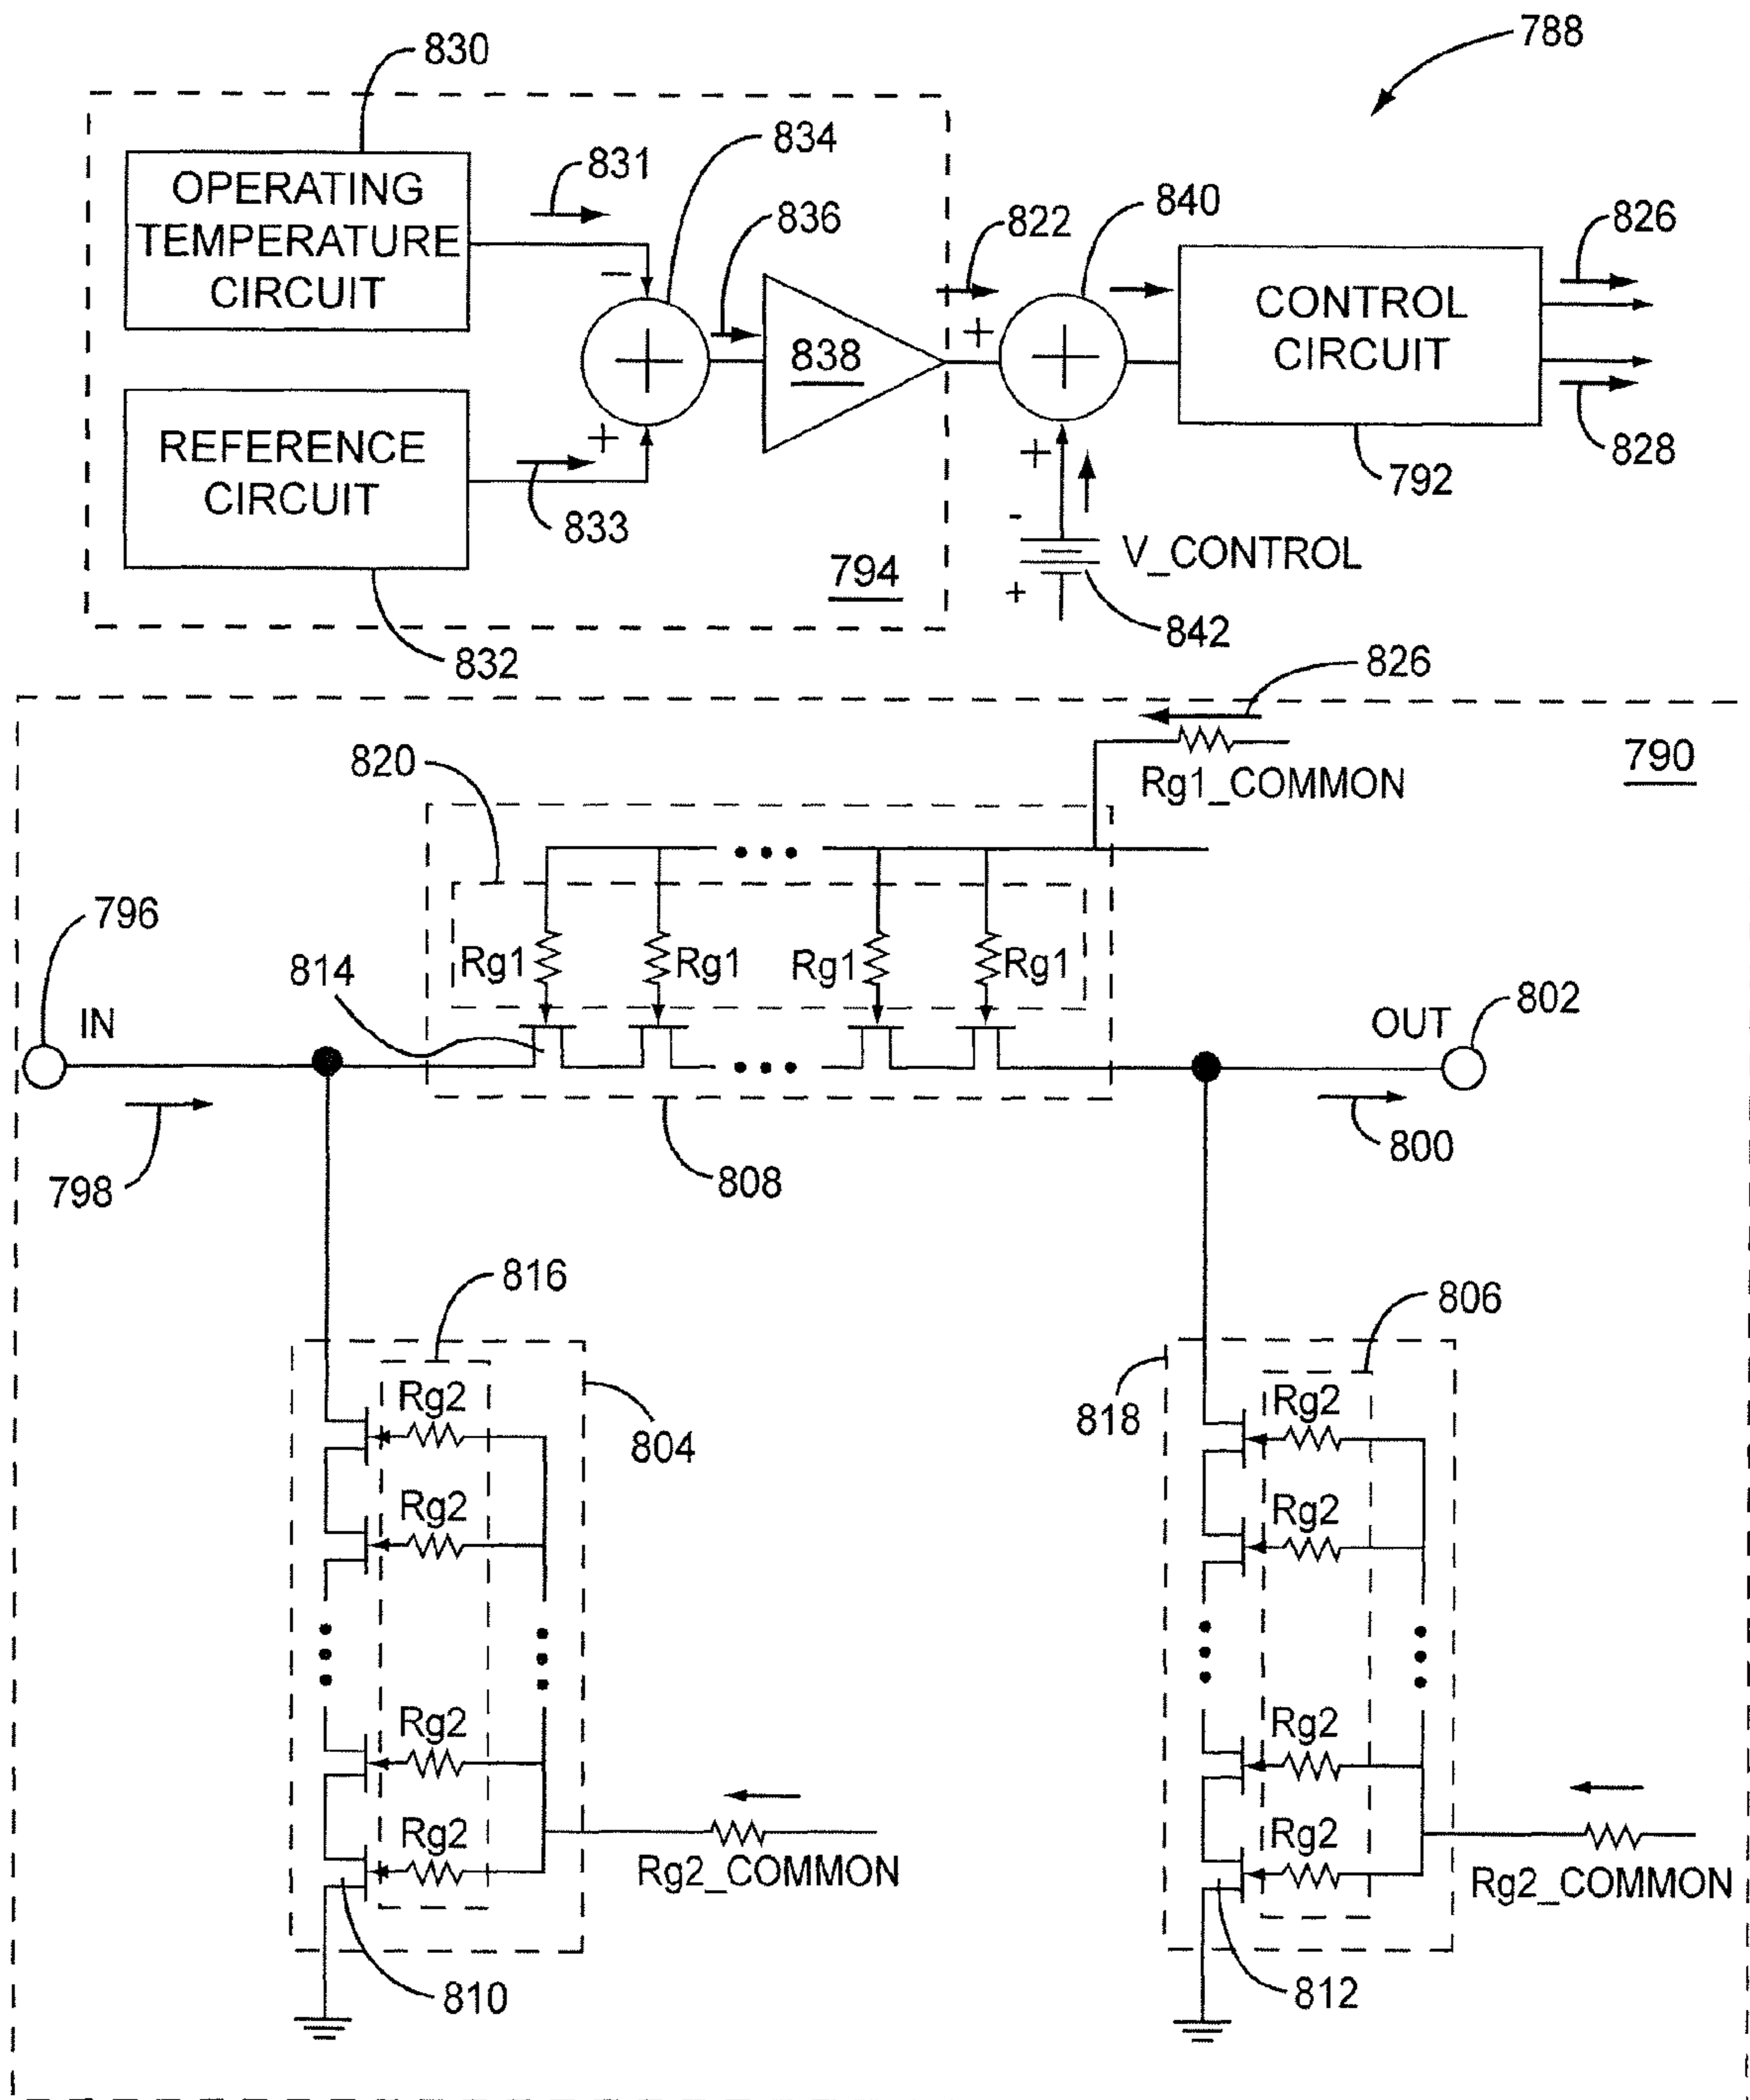 788
830
OPERATING
TEMPERATURE
CIRCUIT
831
834
836
822
840
826
−
+
838
+
+
CONTROL
CIRCUIT
828
792
REFERENCE
CIRCUIT
+
833
832
794
+
-
+
V_CONTROL
842
826
Rg1_COMMON
790
820
Rg1
Rg1
Rg1
Rg1
814
796
IN
798
808
OUT
802
800
816
804
Rg2
Rg2
Rg2
Rg2
Rg2_COMMON
810
806
818
Rg2
Rg2
Rg2
Rg2
Rg2_COMMON
812